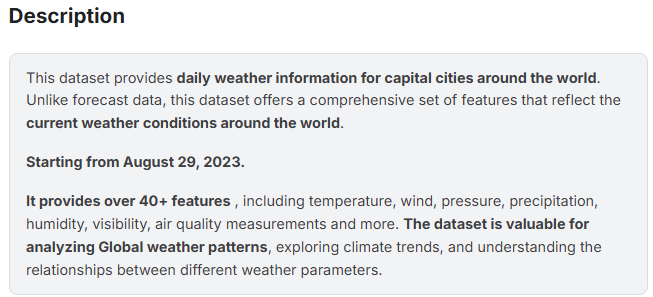 Description
This dataset provides daily weather information for capital cities around the world.
Unlike forecast data, this dataset offers a comprehensive set of features that reflect the
current weather conditions around the world.
Starting from August 29, 2023.
It provides over 40+ features , including temperature, wind, pressure, precipitation,
humidity, visibility, air quality measurements and more. The dataset is valuable for
analyzing Global weather patterns, exploring climate trends, and understanding the
relationships between different weather parameters.